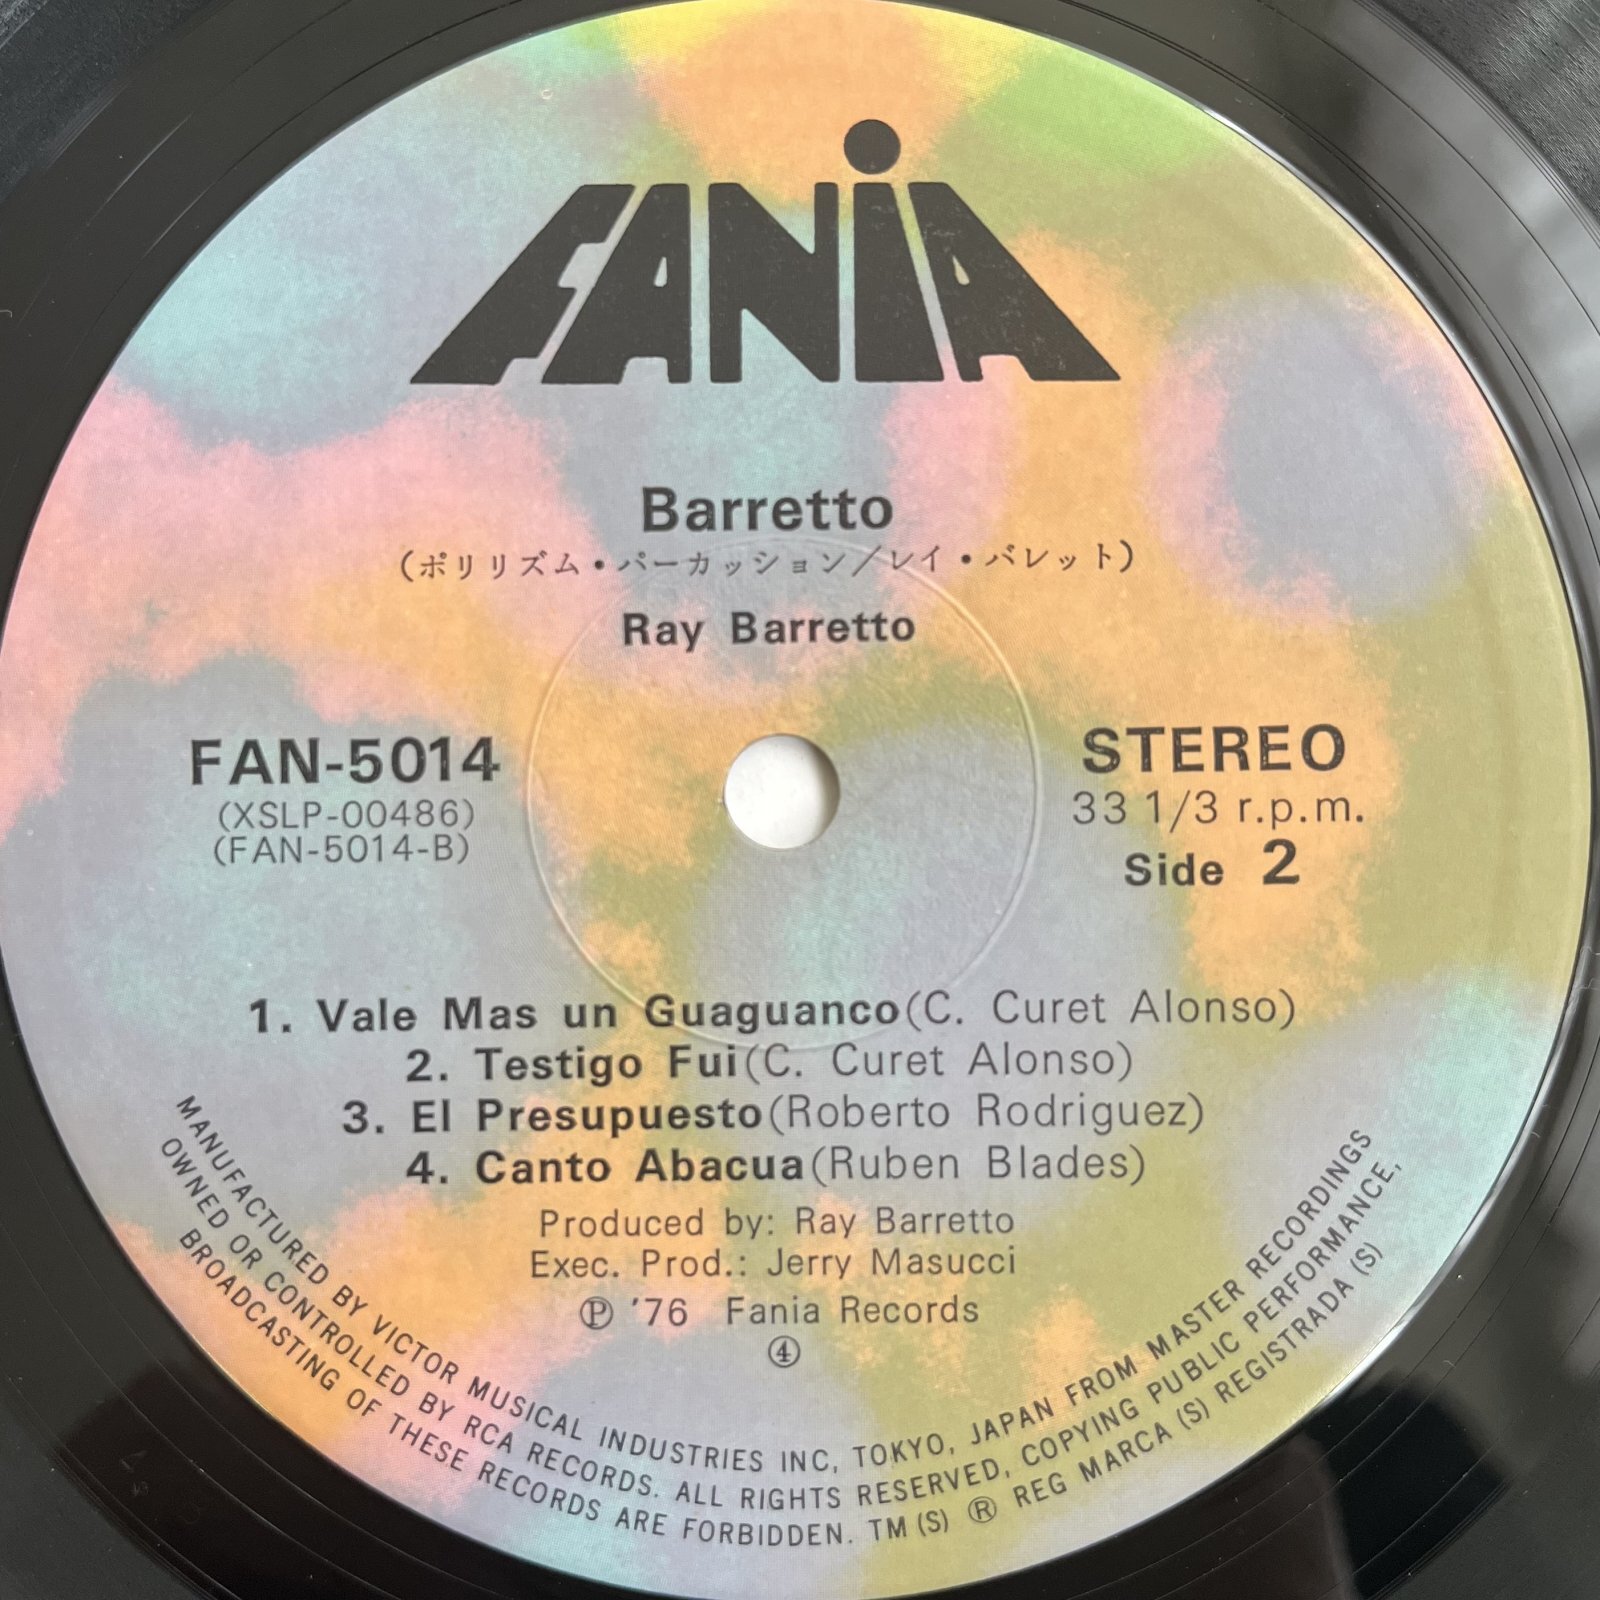 FANiA
Barretto
(ポリリズム・パーカッション/レイ・バレット)
Ray Barretto
FAN-5014
(XSLP-00486)
(FAN-5014-B)
STEREO
33 1/3 r.p.m.
Side 2
1. Vale Mas un Guaguanco(C. Curet Alonso)
2. Testigo Fui(C. Curet Alonso)
3. El Presupuesto(Roberto Rodriguez)
4. Canto Abacua(Ruben Blades)
Produced by: Ray Barretto
Exec. Prod.: Jerry Masucci
Ⓟ '76 Fania Records
④
MANUFACTURED BY VICTOR MUSICAL INDUSTRIES INC, TOKYO, JAPAN FROM MASTER RECORDINGS
OWNED OR CONTROLLED BY RCA RECORDS. ALL RIGHTS RESERVED, COPYING PUBLIC PERFORMANCE,
BROADCASTING OF THESE RECORDS ARE FORBIDDEN. TM (S) Ⓡ REG MARCA (S) REGISTRADA (S)